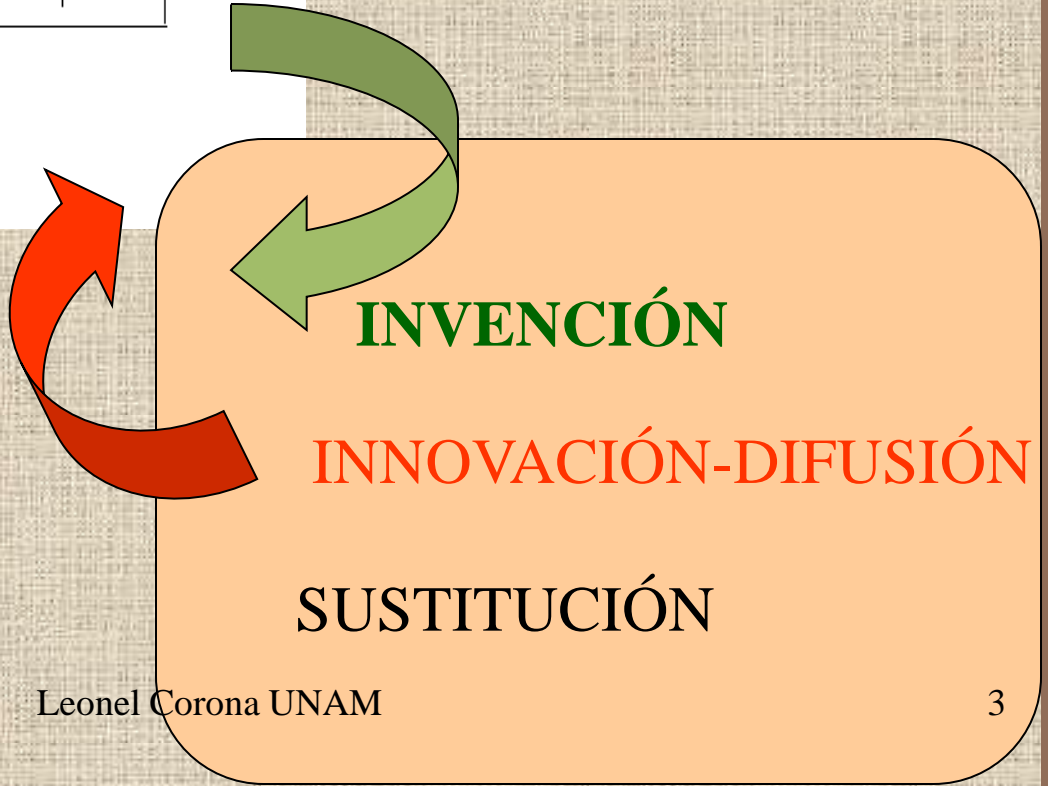 INVENCIÓN
INNOVACIÓN-DIFUSIÓN
SUSTITUCIÓN
Leonel Corona UNAM
3